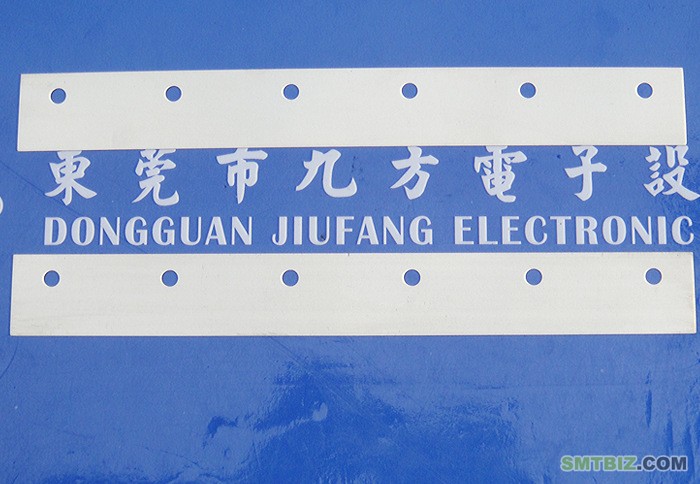 東莞市九方電子設
DONGGUAN JIUFANG ELECTRONIC
SMTBIZ.COM